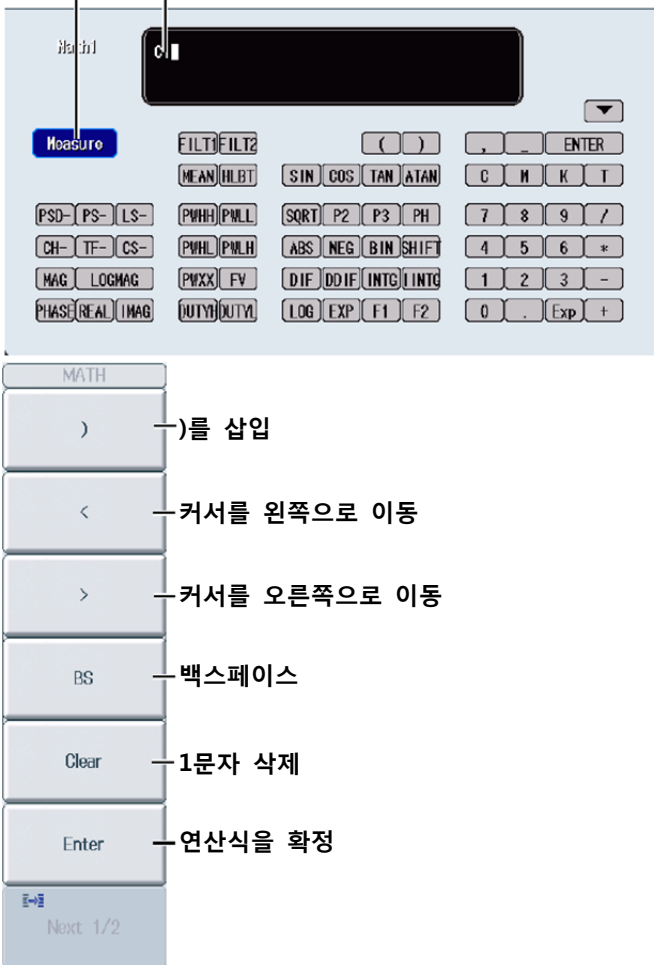 Math1
C1
Measure FILT1 FILT2 ( ) , _ ENTER
MEAN HLBT SIN COS TAN ATAN C M K T
PSD- PS- LS- PWHH PWLL SQRT P2 P3 PH 7 8 9 /
CH- TF- CS- PWHL PWLH ABS NEG BIN SHIFT 4 5 6 *
MAG LOGMAG PWXX FV DIF DDIF INTG IINTG 1 2 3 -
PHASE REAL IMAG DUTYH DUTYL LOG EXP F1 F2 0 . Exp +
MATH
) )를 삽입
< 커서를 왼쪽으로 이동
> 커서를 오른쪽으로 이동
BS 백스페이스
Clear 1문자 삭제
Enter 연산식을 확정
Next 1/2